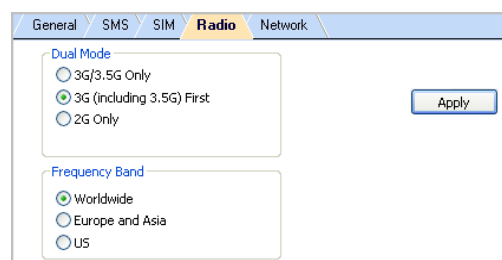 General SMS SIM Radio Network
Dual Mode
3G/3.5G Only
3G (including 3.5G) First
Apply
2G Only
Frequency Band
Worldwide
Europe and Asia
US